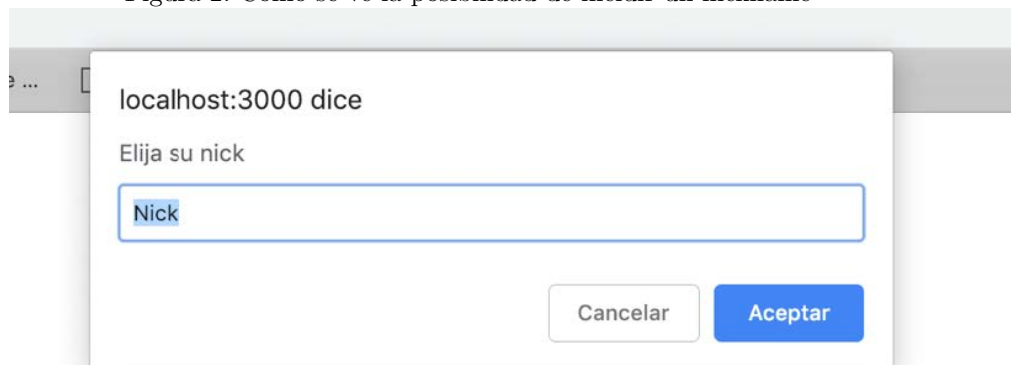 localhost:3000 dice
e ...
Elija su nick
Nick
Cancelar Aceptar